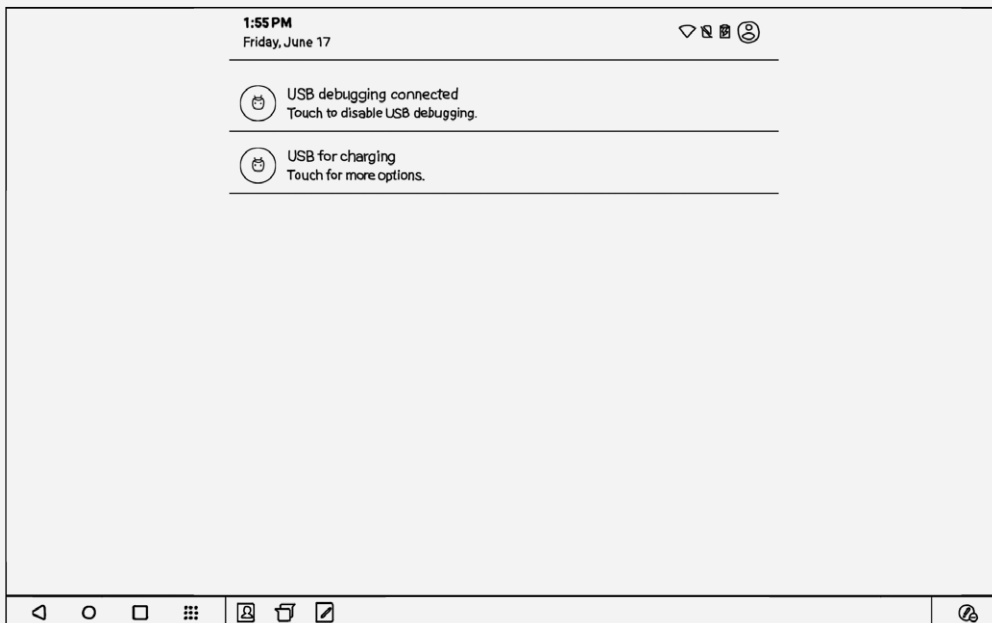 1:55 PM
Friday, June 17
USB debugging connected
Touch to disable USB debugging.
USB for charging
Touch for more options.